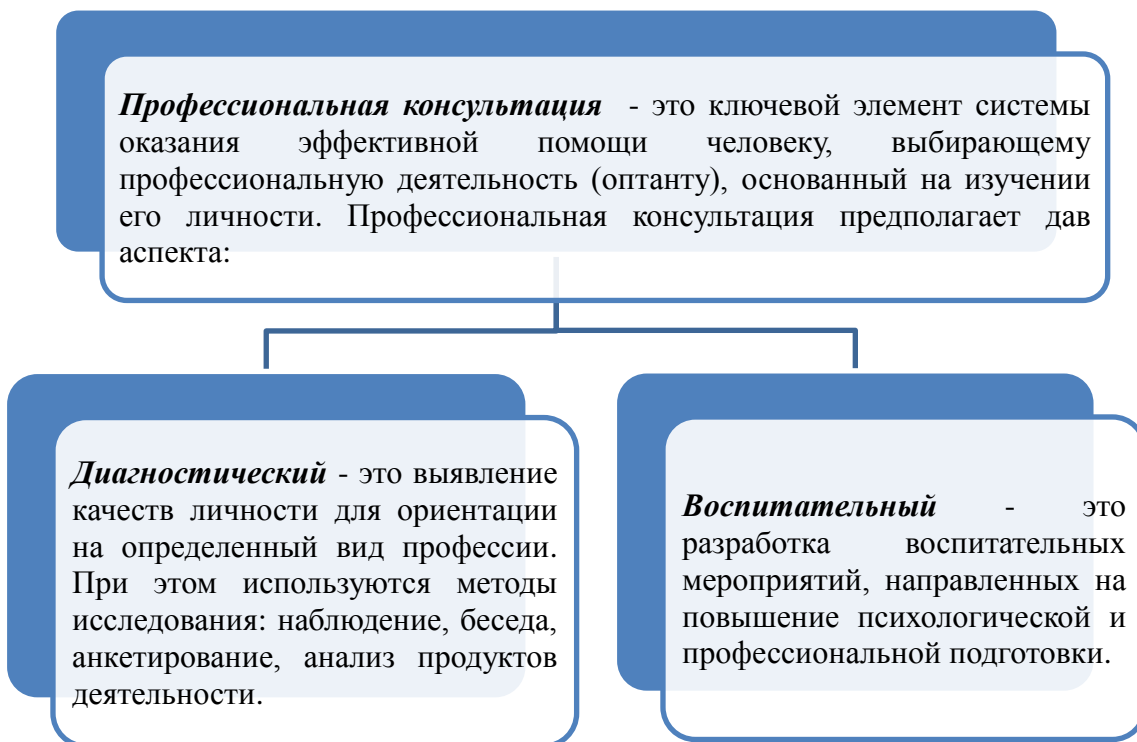 Профессиональная консультация - это ключевой элемент системы
оказания эффективной помощи человеку, выбирающему
профессиональную деятельность (оптанту), основанный на изучении
его личности. Профессиональная консультация предполагает дав
аспекта:
Диагностический - это выявление
качеств личности для ориентации
на определенный вид профессии.
При этом используются методы
исследования: наблюдение, беседа,
анкетирование, анализ продуктов
деятельности.
Воспитательный - это
разработка воспитательных
мероприятий, направленных на
повышение психологической и
профессиональной подготовки.